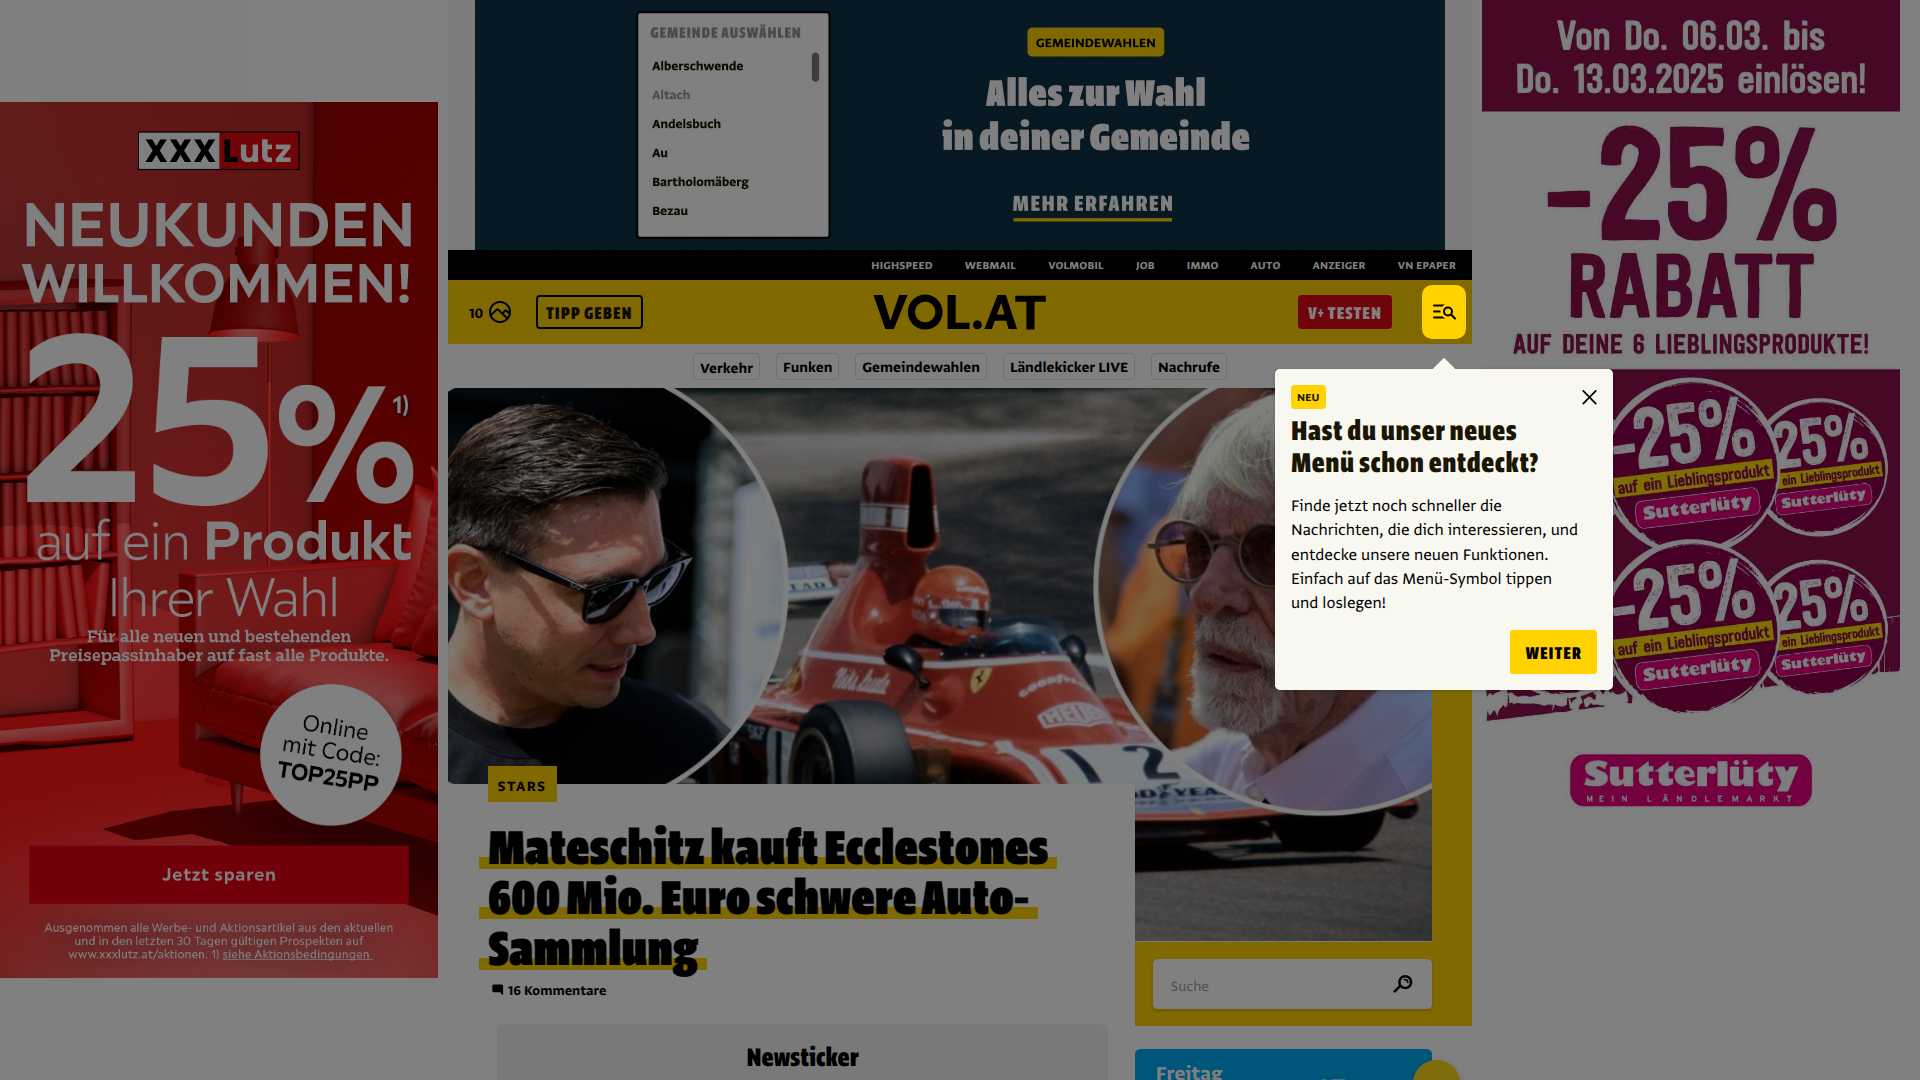 XXXLutz
NEUKUNDEN
WILLKOMMEN!
25% 1)
auf ein Produkt
Ihrer Wahl
Für alle neuen und bestehenden
Preisepassinhaber auf fast alle Produkte.
Online
mit Code:
TOP25PP
Jetzt sparen
Ausgenommen alle Werbe- und Aktionsartikel aus den aktuellen
und in den letzten 30 Tagen gültigen Prospekten auf
www.xxxlutz.at/aktionen. 1) siehe Aktionsbedingungen
GEMEINDE AUSWÄHLEN
Alberschwende
Altach
Andelsbuch
Au
Bartholomäberg
Bezau
GEMEINDEWAHLEN
Alles zur Wahl
in deiner Gemeinde
MEHR ERFAHREN
HIGHSPEED WEBMAIL VOLMOBIL JOB IMMO AUTO ANZEIGER VN EPAPER
10 TIPP GEBEN VOL.AT V+ TESTEN
Verkehr Funken Gemeindewahlen Ländlekicker LIVE Nachrufe
NEU
Hast du unser neues
Menü schon entdeckt?
Finde jetzt noch schneller die
Nachrichten, die dich interessieren, und
entdecke unsere neuen Funktionen.
Einfach auf das Menü-Symbol tippen
und loslegen!
WEITER
Niki Lauda
HEUER
12
STARS
Mateschitz kauft Ecclestones
600 Mio. Euro schwere Auto-
Sammlung
16 Kommentare
Newsticker
Suche
Freitag
Von Do. 06.03. bis
Do. 13.03.2025 einlösen!
-25%
RABATT
AUF DEINE 6 LIEBLINGSPRODUKTE!
-25%
auf ein Lieblingsprodukt
Sutterlüty
25%
ein Lieblingsprodukt
Sutterlüty
-25%
auf ein Lieblingsprodukt
Sutterlüty
25%
ein Lieblingsprodukt
Sutterlüty
Sutterlüty
MEIN LÄNDLEMARKT